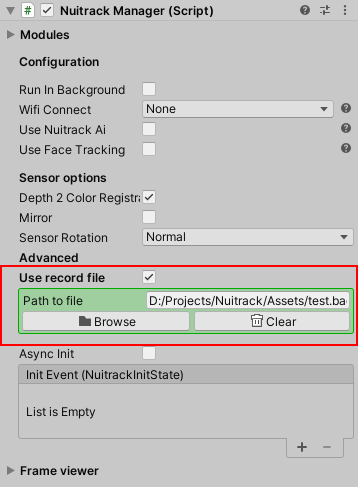 Nuitrack Manager (Script)
Modules
Configuration
Run In Background
Wifi Connect None
Use Nuitrack Ai
Use Face Tracking
Sensor options
Depth 2 Color Registra
Mirror
Sensor Rotation Normal
Advanced
Use record file
Path to file D:/Projects/Nuitrack/Assets/test.ba
Browse Clear
Async Init
Init Event (NuitrackInitState)
List is Empty
Frame viewer